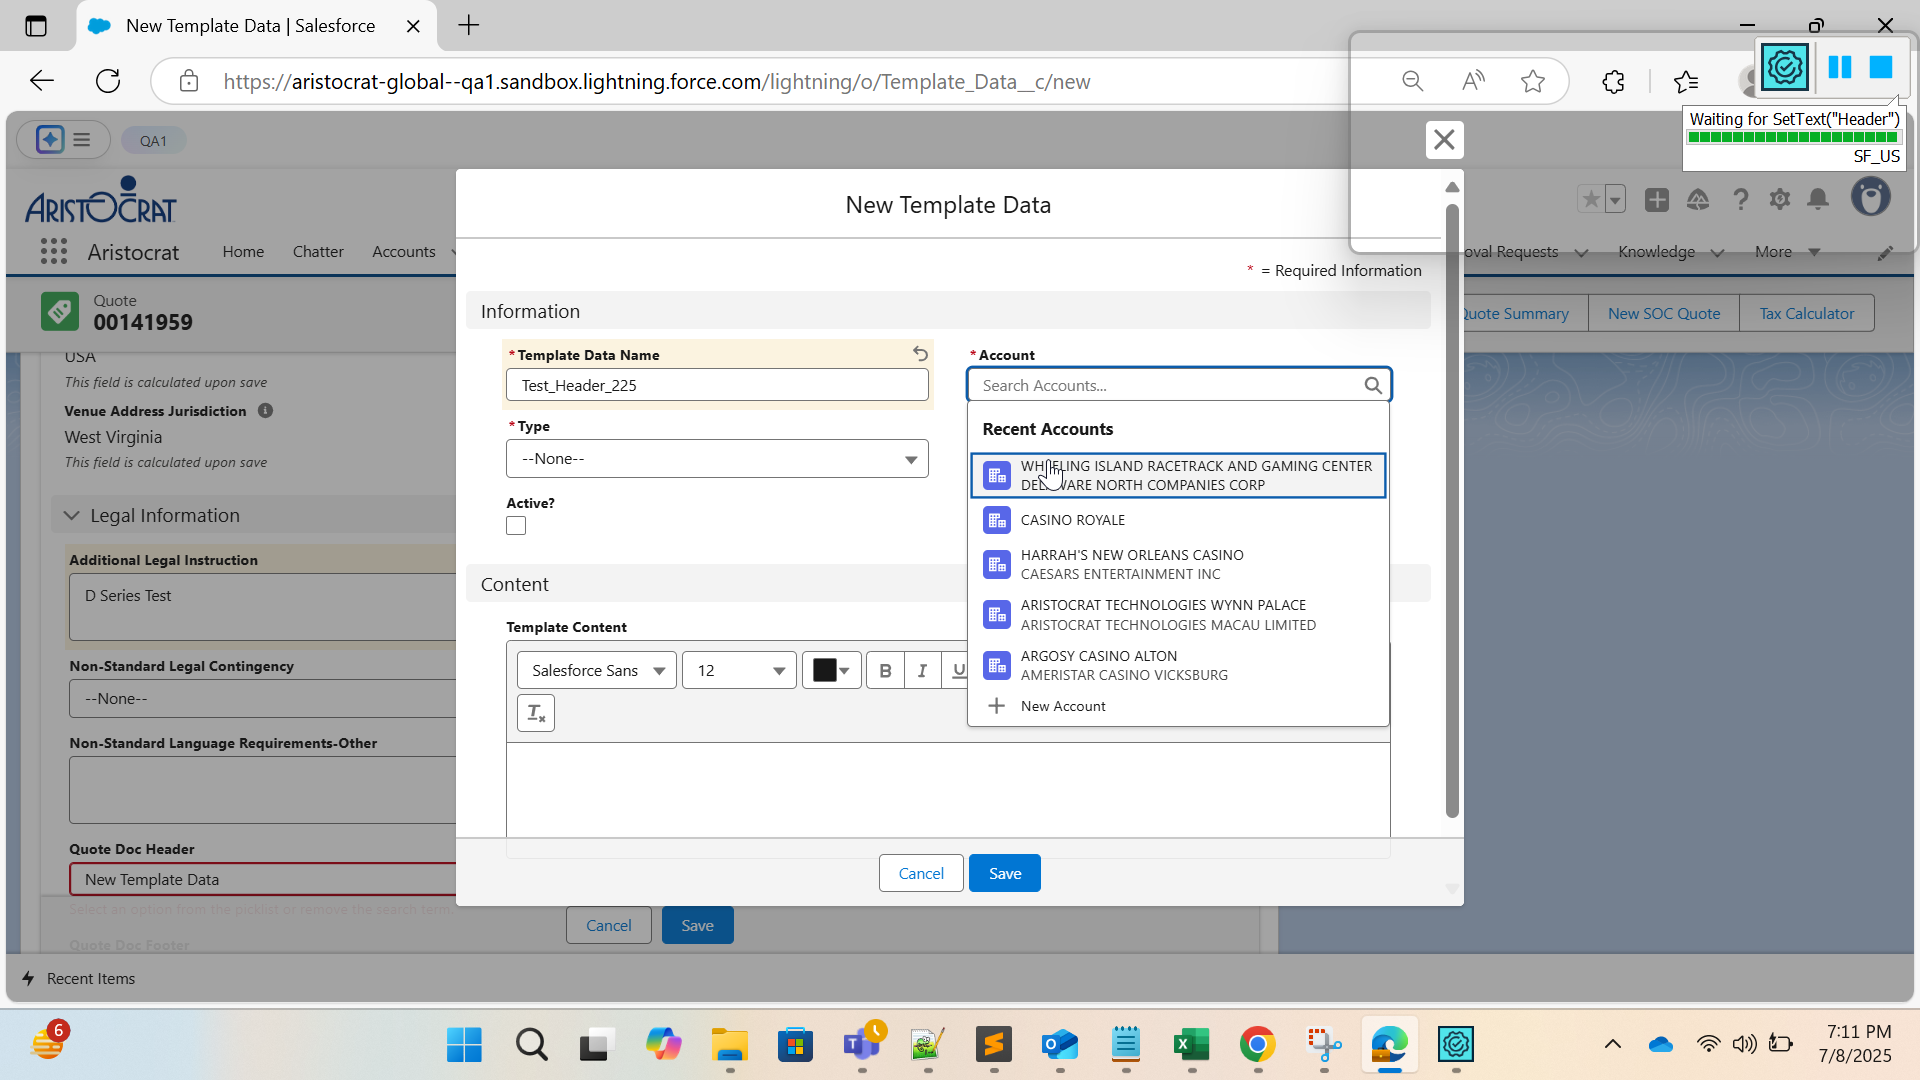 New Template Data | Salesforce
https://aristocrat-global--qa1.sandbox.lightning.force.com/lightning/o/Template_Data__c/new
Waiting for SetText("Header")
SF_US
QA1
ARISTOCRAT
Aristocrat
Home
Chatter
Accounts
oval Requests
Knowledge
More
Quote
00141959
Quote Summary
New SOC Quote
Tax Calculator
USA
This field is calculated upon save
Venue Address Jurisdiction
West Virginia
This field is calculated upon save
Legal Information
Additional Legal Instruction
D Series Test
Non-Standard Legal Contingency
--None--
Non-Standard Language Requirements-Other
Quote Doc Header
New Template Data
Select an option from the picklist or remove the search term.
Quote Doc Footer
Cancel
Save
New Template Data
* = Required Information
Information
*Template Data Name
Test_Header_225
*Type
--None--
Active?
*Account
Search Accounts...
Recent Accounts
WHEELING ISLAND RACETRACK AND GAMING CENTER
DELAWARE NORTH COMPANIES CORP
CASINO ROYALE
HARRAH'S NEW ORLEANS CASINO
CAESARS ENTERTAINMENT INC
ARISTOCRAT TECHNOLOGIES WYNN PALACE
ARISTOCRAT TECHNOLOGIES MACAU LIMITED
ARGOSY CASINO ALTON
AMERISTAR CASINO VICKSBURG
New Account
Content
Template Content
Salesforce Sans
12
B
I
U
Cancel
Save
Recent Items
6
7:11 PM
7/8/2025